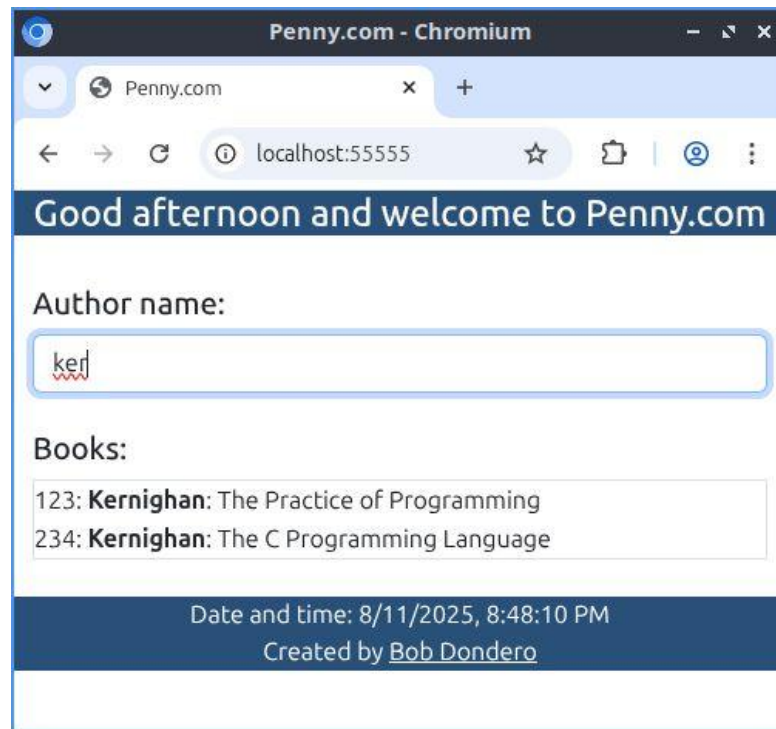 Penny.com - Chromium
Penny.com
localhost:55555
Good afternoon and welcome to Penny.com
Author name:
ker
Books:
123: Kernighan: The Practice of Programming
234: Kernighan: The C Programming Language
Date and time: 8/11/2025, 8:48:10 PM
Created by Bob Dondero